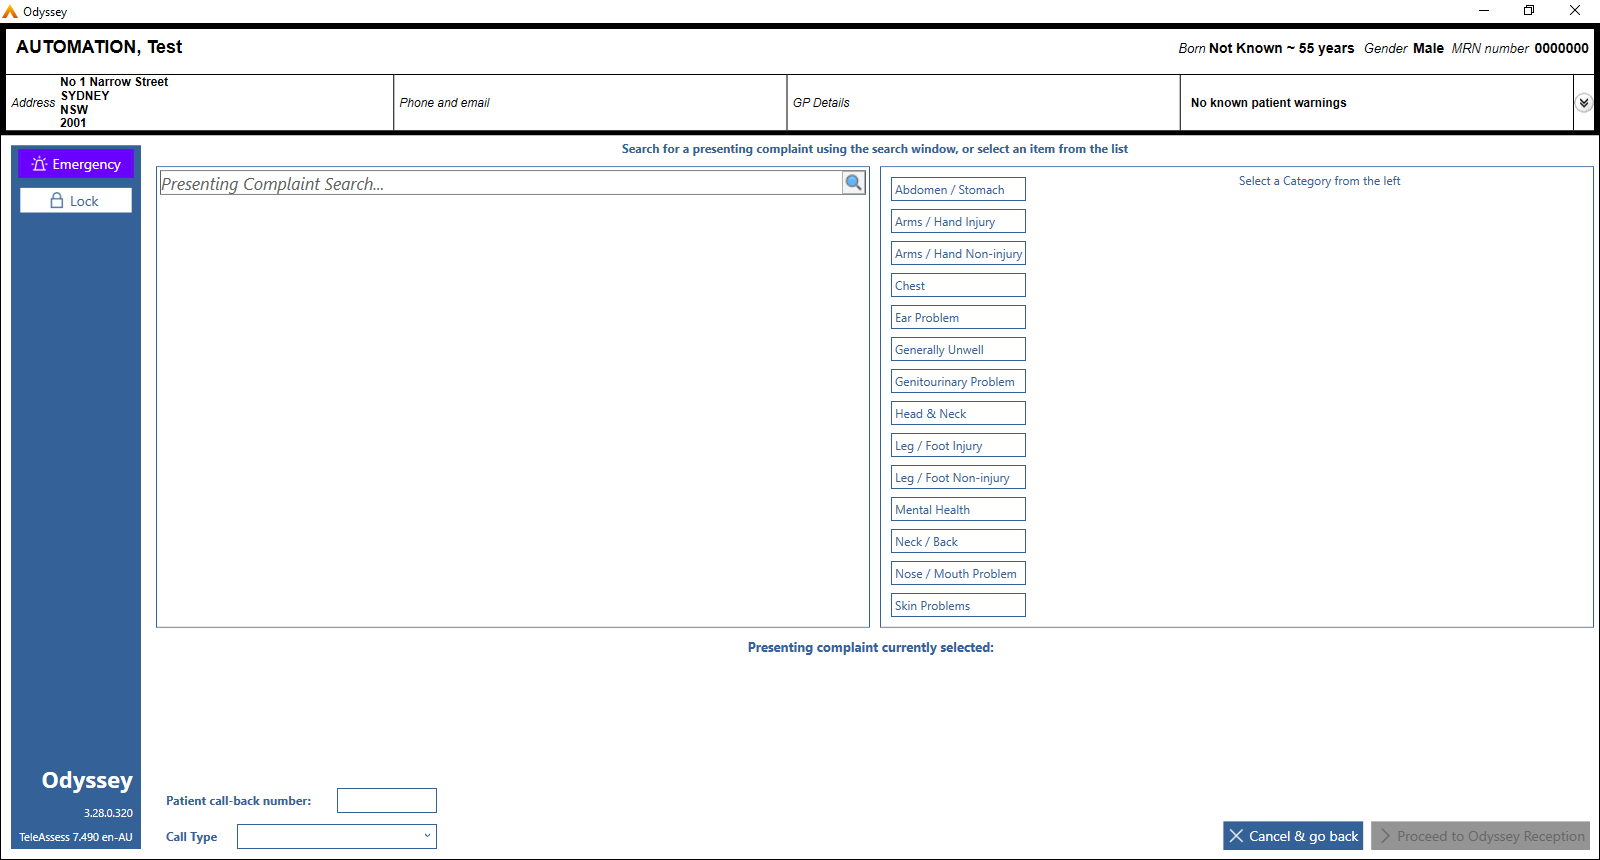 Odyssey
AUTOMATION, Test
Born Not Known ~ 55 years Gender Male MRN number 0000000
Address
No 1 Narrow Street
SYDNEY
NSW
2001
Phone and email
GP Details
No known patient warnings
Emergency
Lock
Search for a presenting complaint using the search window, or select an item from the list
Presenting Complaint Search...
Abdomen / Stomach
Arms / Hand Injury
Arms / Hand Non-injury
Chest
Ear Problem
Generally Unwell
Genitourinary Problem
Head & Neck
Leg / Foot Injury
Leg / Foot Non-injury
Mental Health
Neck / Back
Nose / Mouth Problem
Skin Problems
Select a Category from the left
Presenting complaint currently selected:
Odyssey
3.28.0.320
TeleAssess 7.490 en-AU
Patient call-back number:
Call Type
Cancel & go back
Proceed to Odyssey Reception